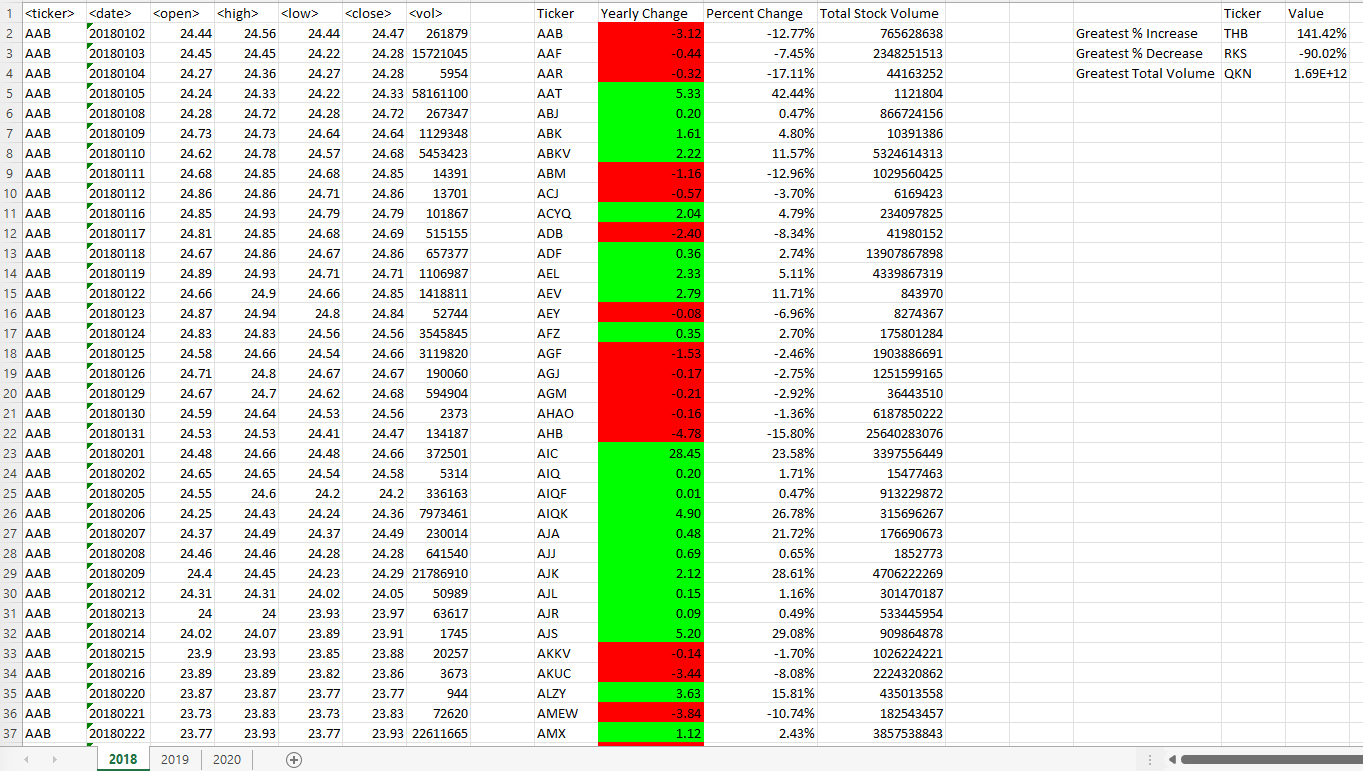 1 <ticker> <date> <open> <high> <low> <close> <vol> Ticker Yearly Change Percent Change Total Stock Volume Ticker Value
2 AAB 20180102 24.44 24.56 24.44 24.47 261879 AAB -3.12 -12.77% 765628638 Greatest % Increase THB 141.42%
3 AAB 20180103 24.45 24.45 24.22 24.28 15721045 AAF -0.44 -7.45% 2348251513 Greatest % Decrease RKS -90.02%
4 AAB 20180104 24.27 24.36 24.27 24.28 5954 AAR -0.32 -17.11% 44163252 Greatest Total Volume QKN 1.69E+12
5 AAB 20180105 24.24 24.33 24.22 24.33 58161100 AAT 5.33 42.44% 1121804
6 AAB 20180108 24.28 24.72 24.28 24.72 267347 ABJ 0.20 0.47% 866724156
7 AAB 20180109 24.73 24.73 24.64 24.64 1129348 ABK 1.61 4.80% 10391386
8 AAB 20180110 24.62 24.78 24.57 24.68 5453423 ABKV 2.22 11.57% 5324614313
9 AAB 20180111 24.68 24.85 24.68 24.85 14391 ABM -1.16 -12.96% 1029560425
10 AAB 20180112 24.86 24.86 24.71 24.86 13701 ACJ -0.57 -3.70% 6169423
11 AAB 20180116 24.85 24.93 24.79 24.79 101867 ACYQ 2.04 4.79% 234097825
12 AAB 20180117 24.81 24.85 24.68 24.69 515155 ADB -2.40 -8.34% 41980152
13 AAB 20180118 24.67 24.86 24.67 24.86 657377 ADF 0.36 2.74% 13907867898
14 AAB 20180119 24.89 24.93 24.71 24.71 1106987 AEL 2.33 5.11% 4339867319
15 AAB 20180122 24.66 24.9 24.66 24.85 1418811 AEV 2.79 11.71% 843970
16 AAB 20180123 24.87 24.94 24.8 24.84 52744 AEY -0.08 -6.96% 8274367
17 AAB 20180124 24.83 24.83 24.56 24.56 3545845 AFZ 0.35 2.70% 175801284
18 AAB 20180125 24.58 24.66 24.54 24.66 3119820 AGF -1.53 -2.46% 1903886691
19 AAB 20180126 24.71 24.8 24.67 24.67 190060 AGJ -0.17 -2.75% 1251599165
20 AAB 20180129 24.67 24.7 24.62 24.68 594904 AGM -0.21 -2.92% 36443510
21 AAB 20180130 24.59 24.64 24.53 24.56 2373 AHAO -0.16 -1.36% 6187850222
22 AAB 20180131 24.53 24.53 24.41 24.47 134187 AHB -4.78 -15.80% 25640283076
23 AAB 20180201 24.48 24.66 24.48 24.66 372501 AIC 28.45 23.58% 3397556449
24 AAB 20180202 24.65 24.65 24.54 24.58 5314 AIQ 0.20 1.71% 15477463
25 AAB 20180205 24.55 24.6 24.2 24.2 336163 AIQF 0.01 0.47% 913229872
26 AAB 20180206 24.25 24.43 24.24 24.36 7973461 AIQK 4.90 26.78% 315696267
27 AAB 20180207 24.37 24.49 24.37 24.49 230014 AJA 0.48 21.72% 176690673
28 AAB 20180208 24.46 24.46 24.28 24.28 641540 AJJ 0.69 0.65% 1852773
29 AAB 20180209 24.4 24.45 24.23 24.29 21786910 AJK 2.12 28.61% 4706222269
30 AAB 20180212 24.31 24.31 24.02 24.05 50989 AJL 0.15 1.16% 301470187
31 AAB 20180213 24 24 23.93 23.97 63617 AJR 0.09 0.49% 533445954
32 AAB 20180214 24.02 24.07 23.89 23.91 1745 AJS 5.20 29.08% 909864878
33 AAB 20180215 23.9 23.93 23.85 23.88 20257 AKKV -0.14 -1.70% 1026224221
34 AAB 20180216 23.89 23.89 23.82 23.86 3673 AKUC -3.44 -8.08% 2224320862
35 AAB 20180220 23.87 23.87 23.77 23.77 944 ALZY 3.63 15.81% 435013558
36 AAB 20180221 23.73 23.83 23.73 23.83 72620 AMEW -3.84 -10.74% 182543457
37 AAB 20180222 23.77 23.93 23.77 23.93 22611665 AMX 1.12 2.43% 3857538843
2018 2019 2020